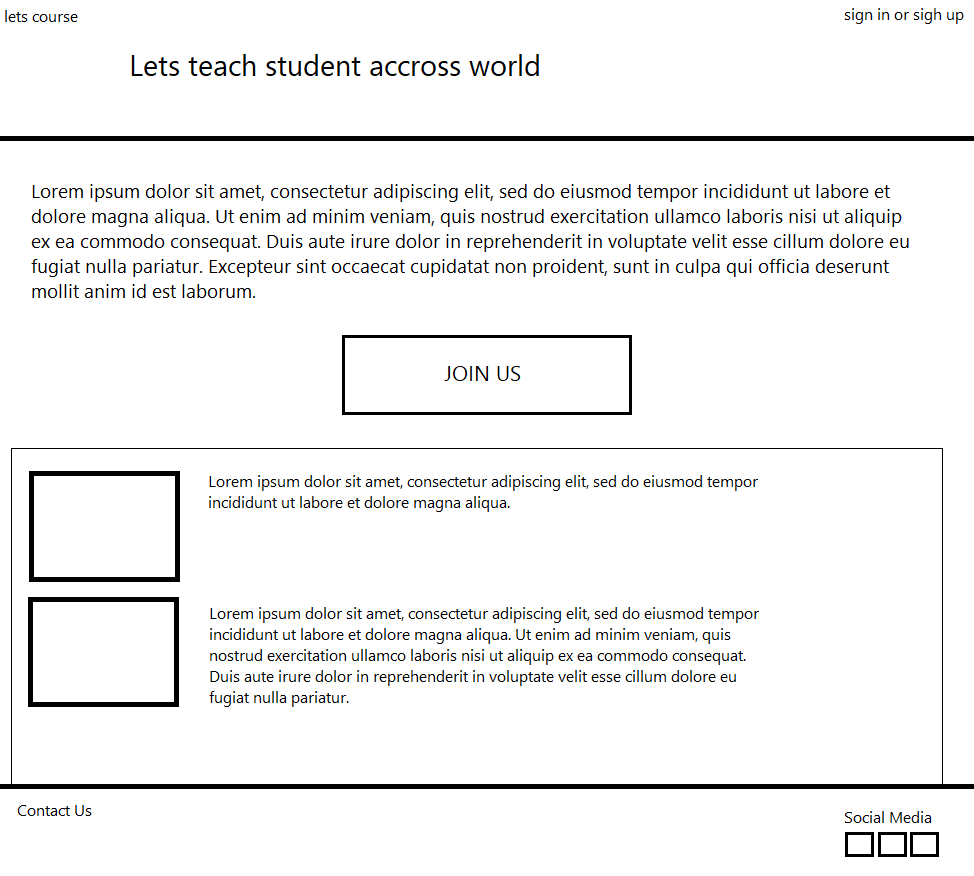 lets course
sign in or sigh up
Lets teach student accross world
Lorem ipsum dolor sit amet, consectetur adipiscing elit, sed do eiusmod tempor incididunt ut labore et
dolore magna aliqua. Ut enim ad minim veniam, quis nostrud exercitation ullamco laboris nisi ut aliquip
ex ea commodo consequat. Duis aute irure dolor in reprehenderit in voluptate velit esse cillum dolore eu
fugiat nulla pariatur. Excepteur sint occaecat cupidatat non proident, sunt in culpa qui officia deserunt
mollit anim id est laborum.
JOIN US
Lorem ipsum dolor sit amet, consectetur adipiscing elit, sed do eiusmod tempor
incididunt ut labore et dolore magna aliqua.
Lorem ipsum dolor sit amet, consectetur adipiscing elit, sed do eiusmod tempor
incididunt ut labore et dolore magna aliqua. Ut enim ad minim veniam, quis
nostrud exercitation ullamco laboris nisi ut aliquip ex ea commodo consequat.
Duis aute irure dolor in reprehenderit in voluptate velit esse cillum dolore eu
fugiat nulla pariatur.
Contact Us
Social Media